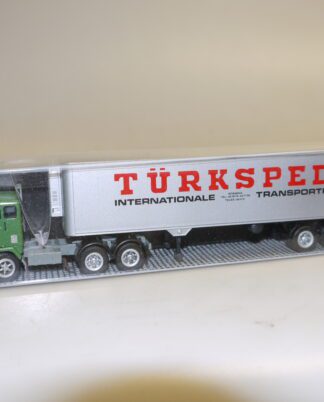 TÜRKSPED
INTERNATIONALE TRANSPORTE